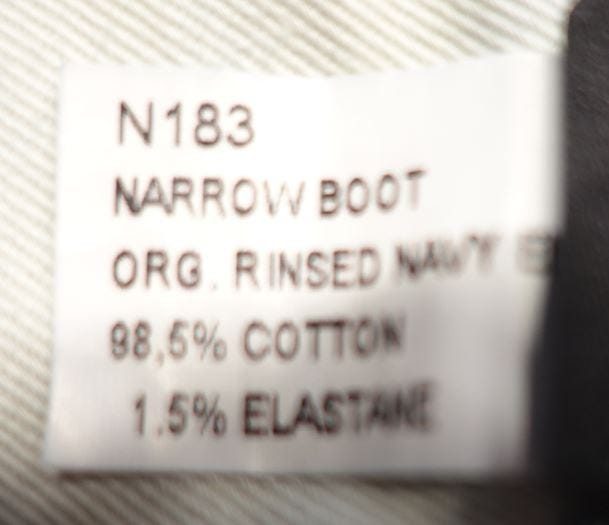 N183
NARROW BOOT
ORG. RINSED NAVY
98,5% COTTON
1.5% ELASTANE